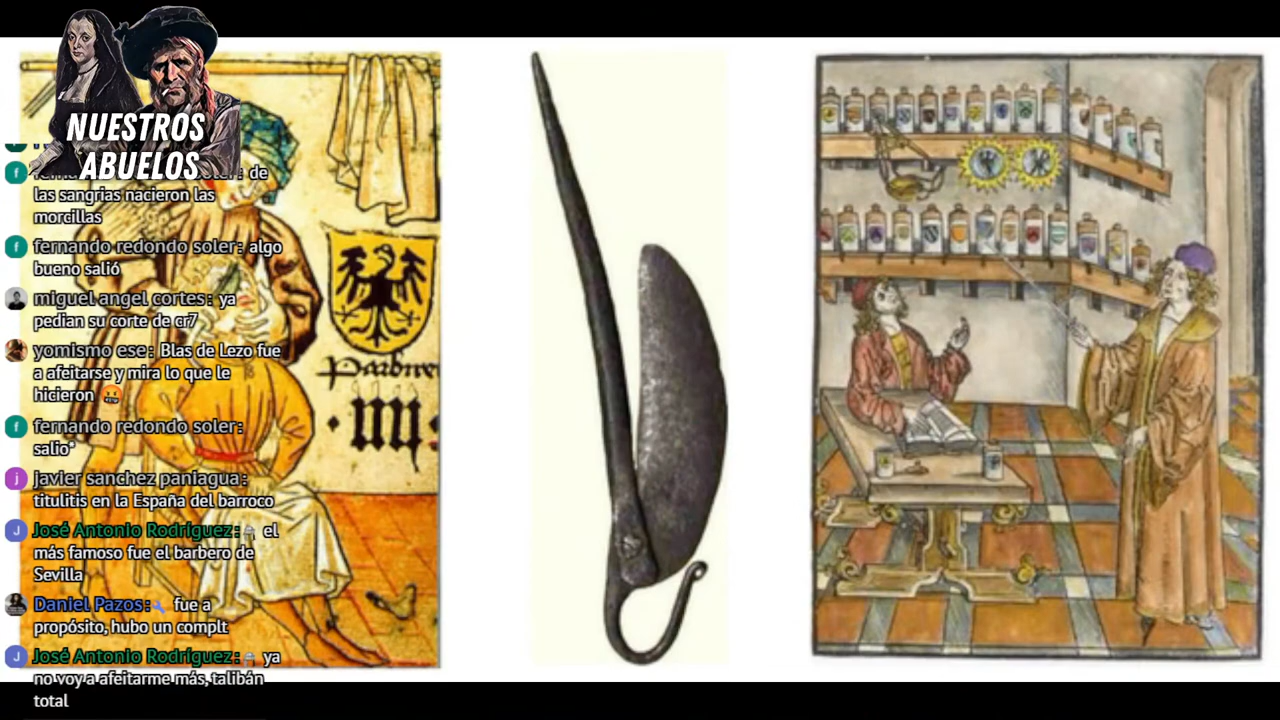 NUESTROS
ABUELOS
soler: de
las sangrias nacieron las
morcillas
fernando redondo soler: algo
bueno salió
miguel angel cortes: ya
pedian su corte de cr7
yomismo ese: Blas de Lezo fue
a afeitarse y mira lo que le
hicieron
fernando redondo soler:
salio*
javier sanchez paniagua:
titulitis en la España del barroco
José Antonio Rodríguez: el
más famoso fue el barbero de
Sevilla
Daniel Pazos: fue a
propósito, hubo un complt
José Antonio Rodríguez: ya
no voy a afeitarme más, talibán
total
· IIII :